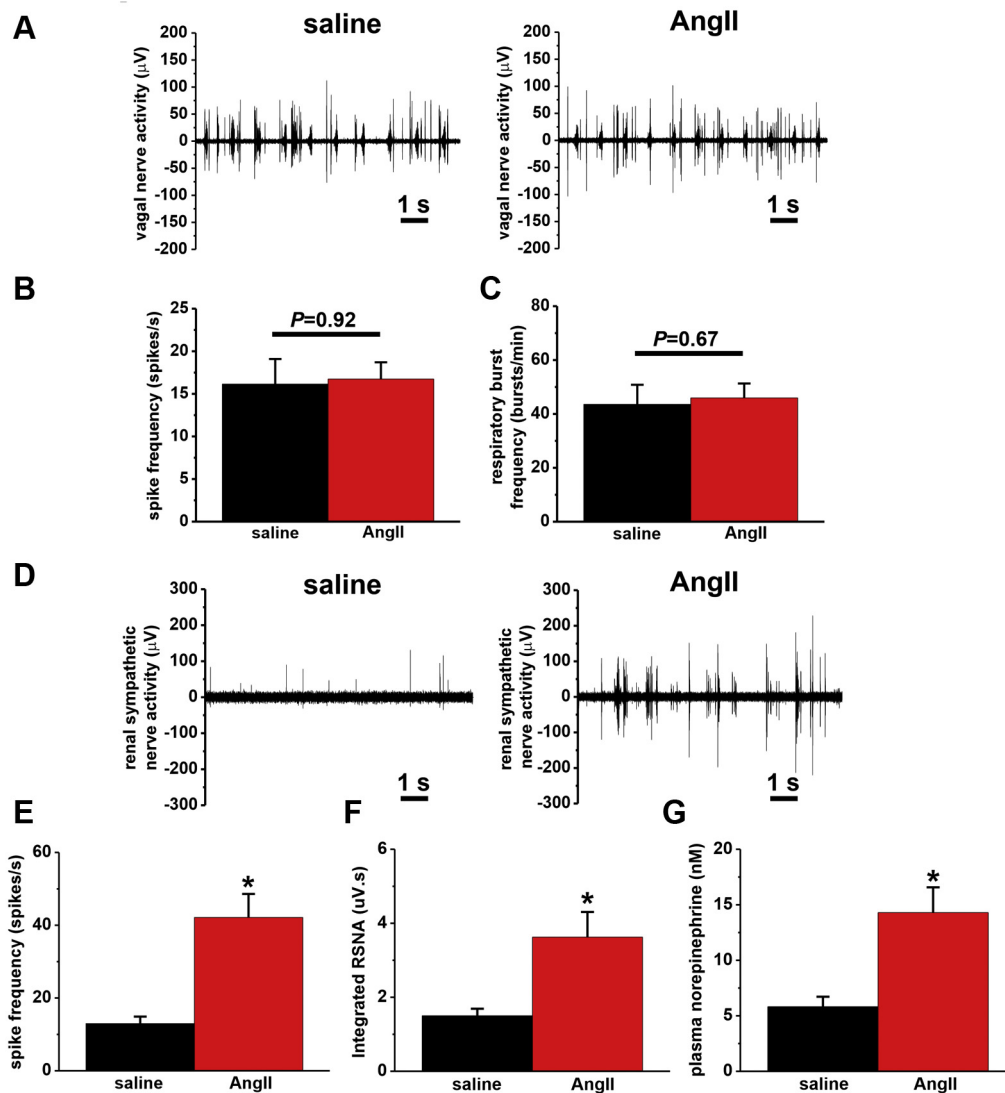 A
saline
AngII
vagal nerve activity (μV)
200
150
100
50
0
-50
-100
-150
-200
1 s
vagal nerve activity (μV)
200
150
100
50
0
-50
-100
-150
-200
1 s
B
spike frequency (spikes/s)
25
20
15
10
5
0
P=0.92
saline
AngII
C
respiratory burst
frequency (bursts/min)
80
60
40
20
0
P=0.67
saline
AngII
D
saline
AngII
renal sympathetic
nerve activity (μV)
300
200
100
0
-100
-200
-300
1 s
renal sympathetic
nerve activity (μV)
300
200
100
0
-100
-200
-300
1 s
E
spike frequency (spikes/s)
60
40
20
0
*
saline
AngII
F
Integrated RSNA (uV.s)
6
4
2
0
*
saline
AngII
G
plasma norepinephrine (nM)
20
15
10
5
0
*
saline
AngII